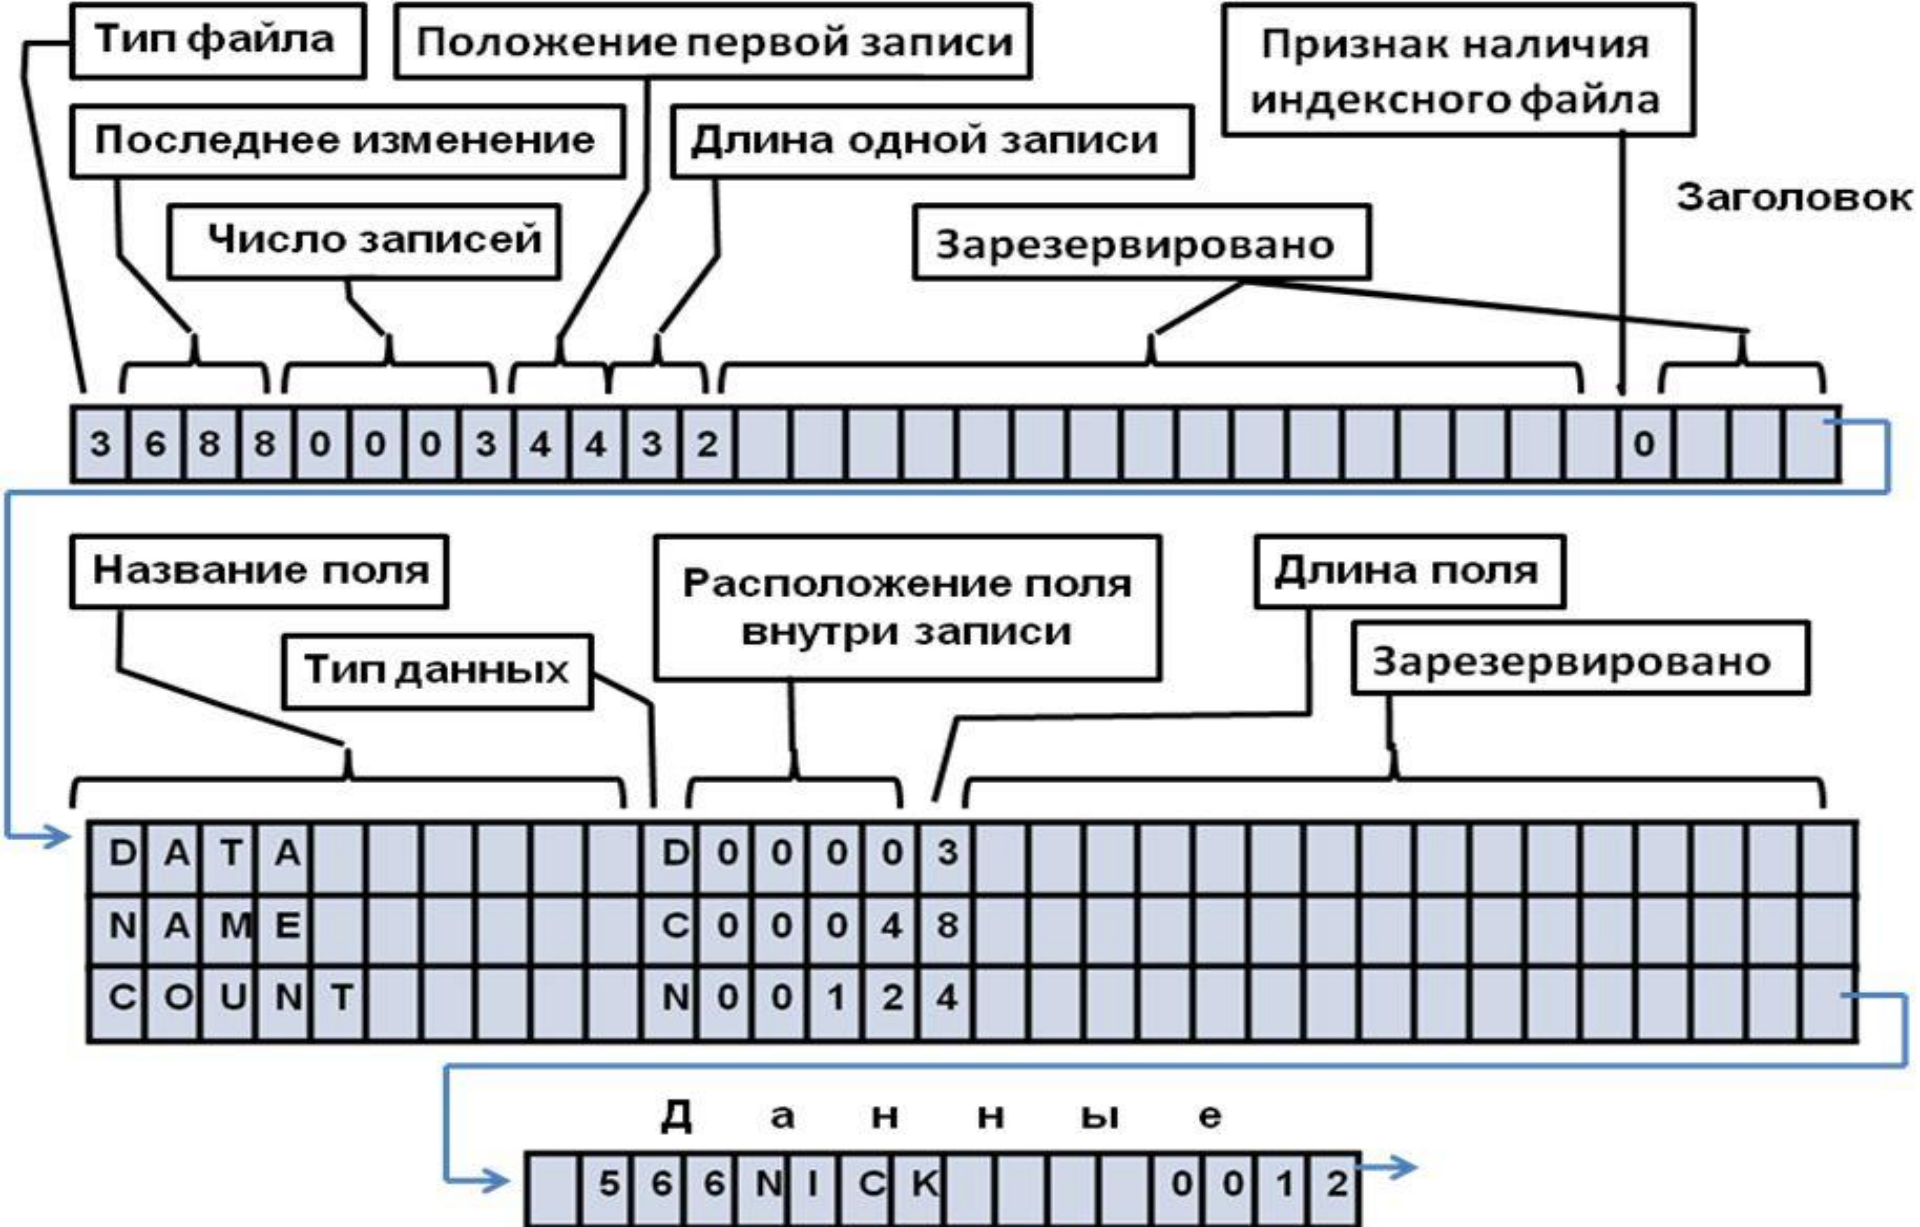 Тип файла
Положение первой записи
Признак наличия
индексного файла
Последнее изменение
Длина одной записи
Заголовок
Число записей
Зарезервировано
3 6 8 8 0 0 0 3 4 4 3 2 0
Название поля
Расположение поля
внутри записи
Длина поля
Тип данных
Зарезервировано
D A T A D 0 0 0 0 3
N A M E C 0 0 0 4 8
C O U N T N 0 0 1 2 4
Д а н н ы е
5 6 6 N I C K 0 0 1 2